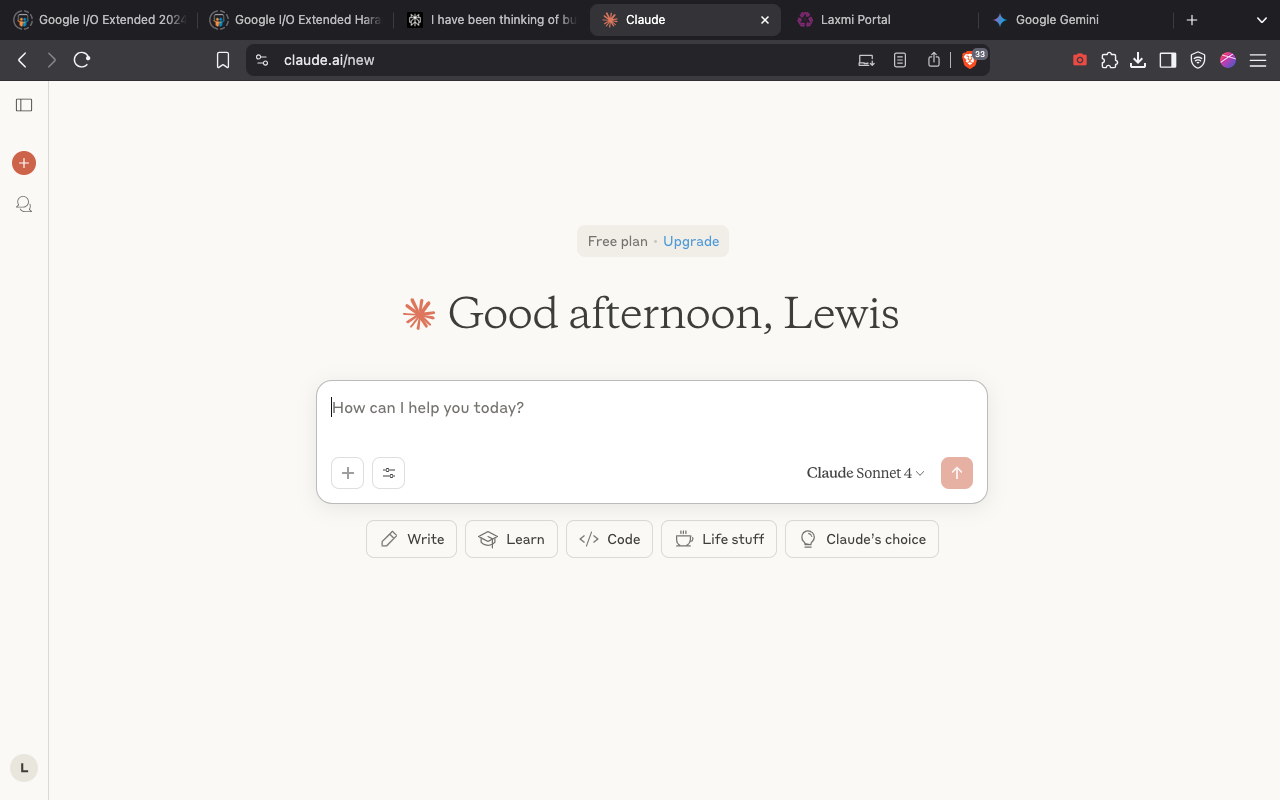 Google I/O Extended 2024
Google I/O Extended Hara
I have been thinking of bu
Claude
Laxmi Portal
Google Gemini
claude.ai/new
33
Free plan • Upgrade
Good afternoon, Lewis
How can I help you today?
Claude Sonnet 4
Write
Learn
Code
Life stuff
Claude's choice
L